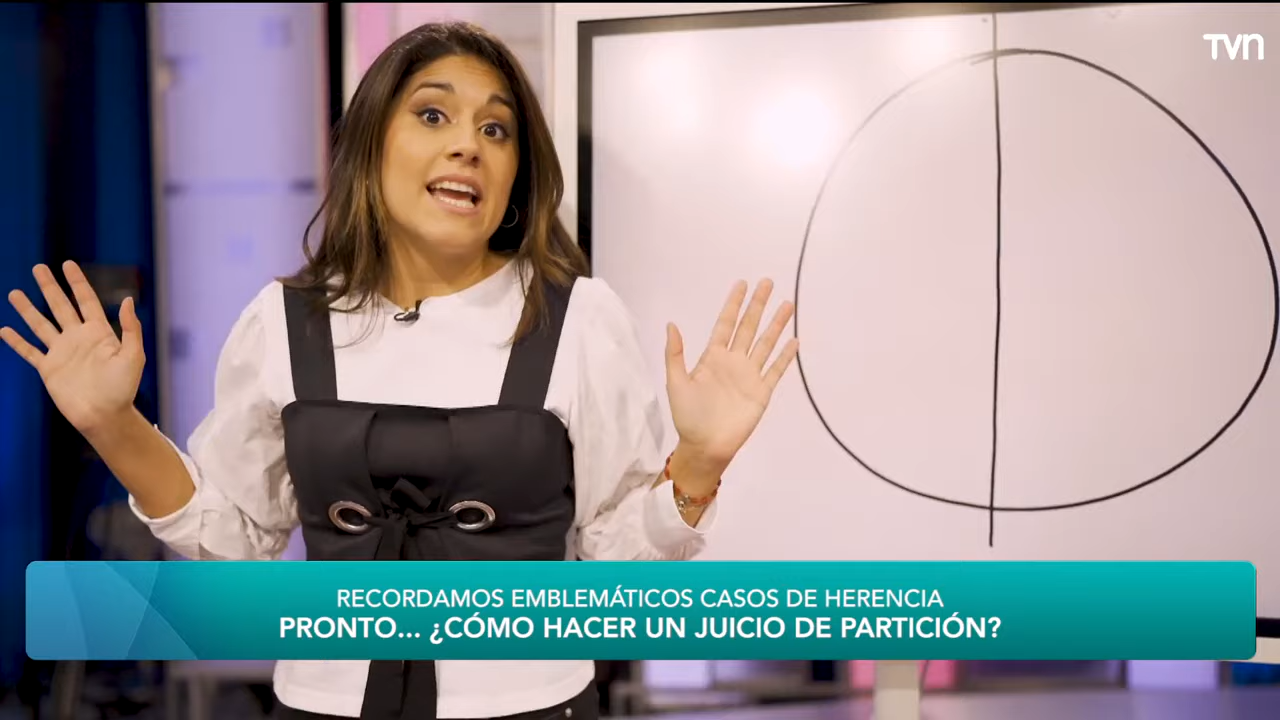 TVN
RECORDAMOS EMBLEMÁTICOS CASOS DE HERENCIA
PRONTO... ¿CÓMO HACER UN JUICIO DE PARTICIÓN?